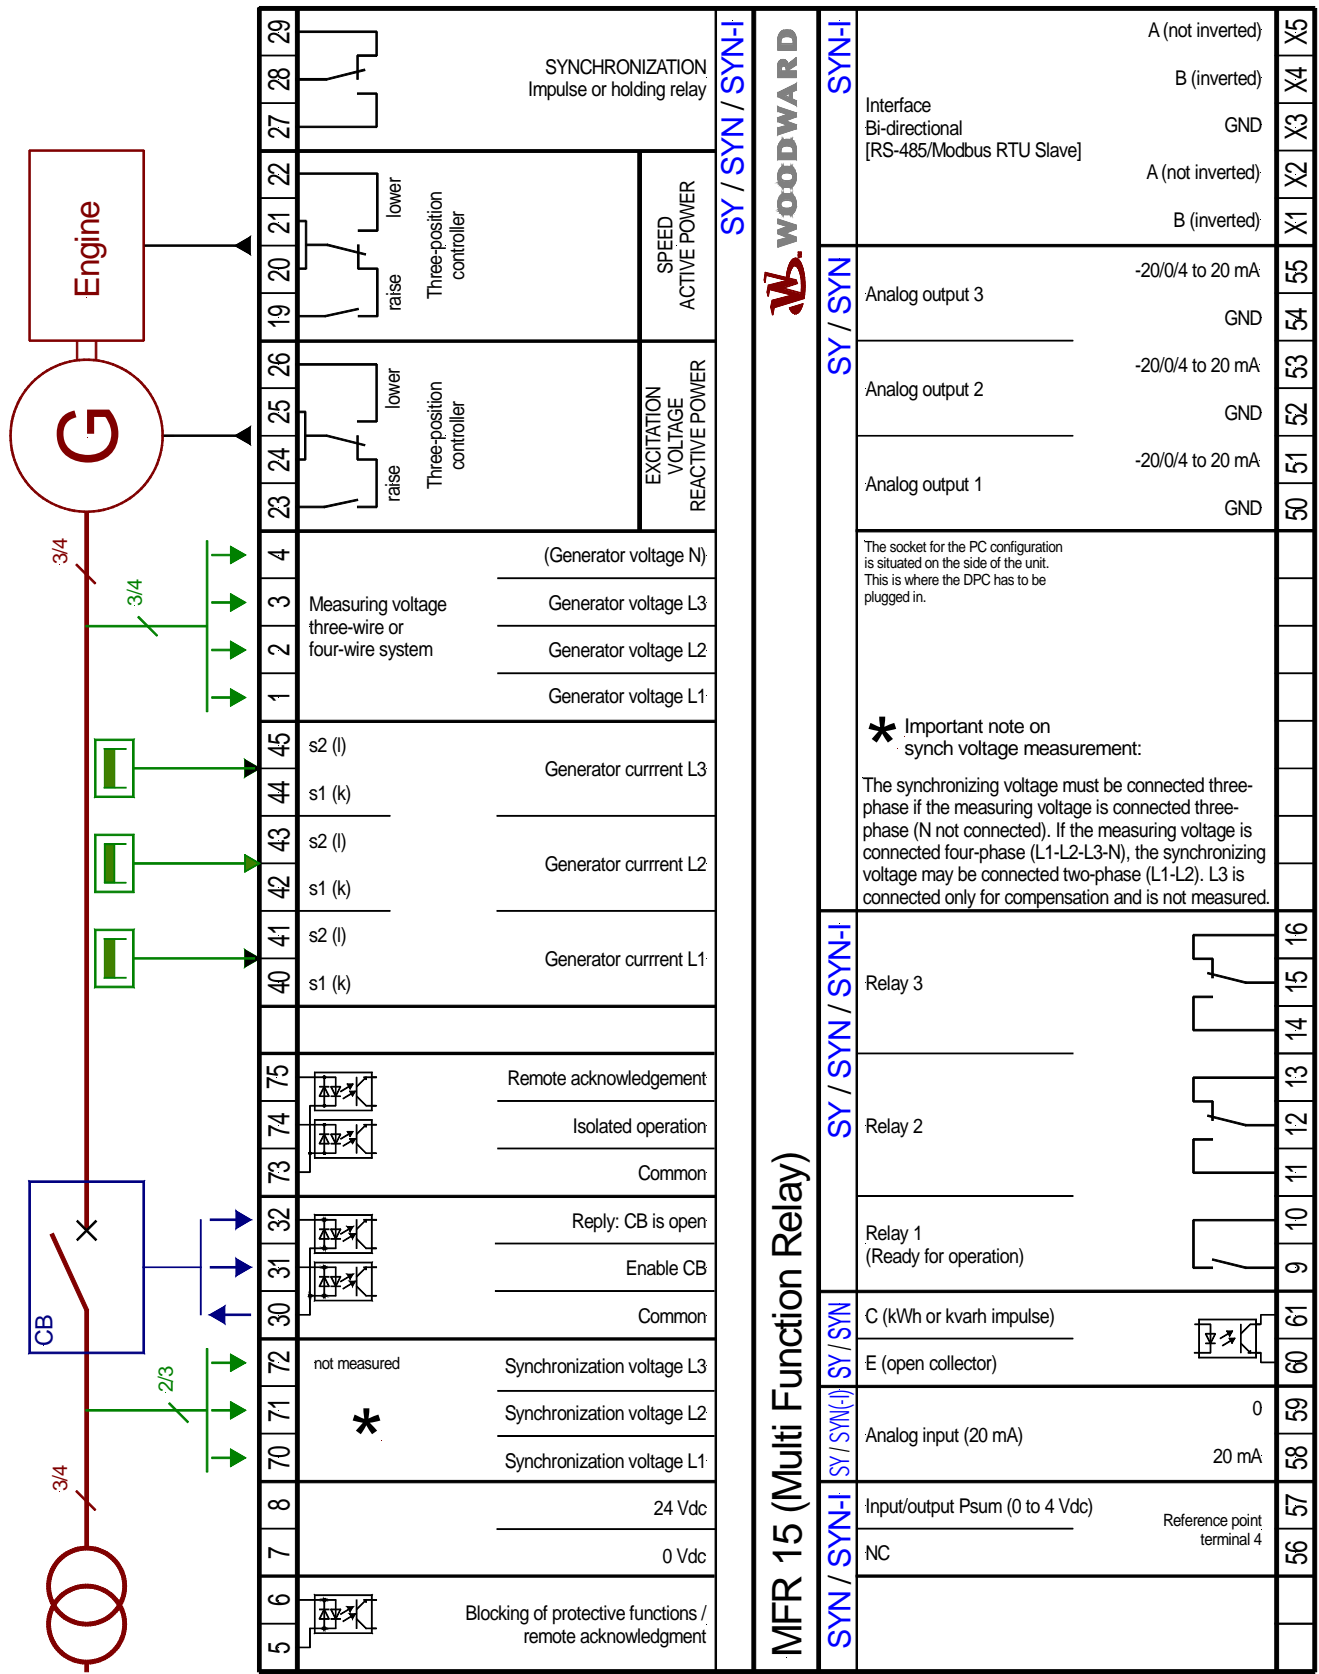 Engine
G
3/4
3/4
CB
2/3
3/4
29
28
27
SYNCHRONIZATION
Impulse or holding relay
22
21
20
19
lower
raise
Three-position
controller
SPEED
ACTIVE POWER
26
25
24
23
lower
raise
Three-position
controller
EXCITATION
VOLTAGE
REACTIVE POWER
4
(Generator voltage N)
3
Generator voltage L3
Measuring voltage
three-wire or
four-wire system
2
Generator voltage L2
1
Generator voltage L1
45
s2 (l)
Generator currrent L3
44
s1 (k)
43
s2 (l)
Generator currrent L2
42
s1 (k)
41
s2 (l)
Generator currrent L1
40
s1 (k)
75
Remote acknowledgement
74
Isolated operation
73
Common
32
Reply: CB is open
31
Enable CB
30
Common
72
not measured
Synchronization voltage L3
71
*
Synchronization voltage L2
70
Synchronization voltage L1
8
24 Vdc
7
0 Vdc
6
5
Blocking of protective functions /
remote acknowledgment
SY / SYN / SYN-I
WOODWARD
MFR 15 (Multi Function Relay)
SYN-I
Interface
Bi-directional
[RS-485/Modbus RTU Slave]
A (not inverted)
X5
B (inverted)
X4
GND
X3
A (not inverted)
X2
B (inverted)
X1
SY / SYN
Analog output 3
-20/0/4 to 20 mA
55
GND
54
Analog output 2
-20/0/4 to 20 mA
53
GND
52
Analog output 1
-20/0/4 to 20 mA
51
GND
50
The socket for the PC configuration
is situated on the side of the unit.
This is where the DPC has to be
plugged in.
* Important note on
synch voltage measurement:
The synchronizing voltage must be connected three-
phase if the measuring voltage is connected three-
phase (N not connected). If the measuring voltage is
connected four-phase (L1-L2-L3-N), the synchronizing
voltage may be connected two-phase (L1-L2). L3 is
connected only for compensation and is not measured.
SY / SYN / SYN-I
Relay 3
16
15
14
Relay 2
13
12
11
Relay 1
(Ready for operation)
10
9
SY / SYN
C (kWh or kvarh impulse)
61
E (open collector)
60
SY / SYN(-I)
Analog input (20 mA)
0
59
20 mA
58
SYN / SYN-I
Input/output Psum (0 to 4 Vdc)
57
Reference point
terminal 4
NC
56